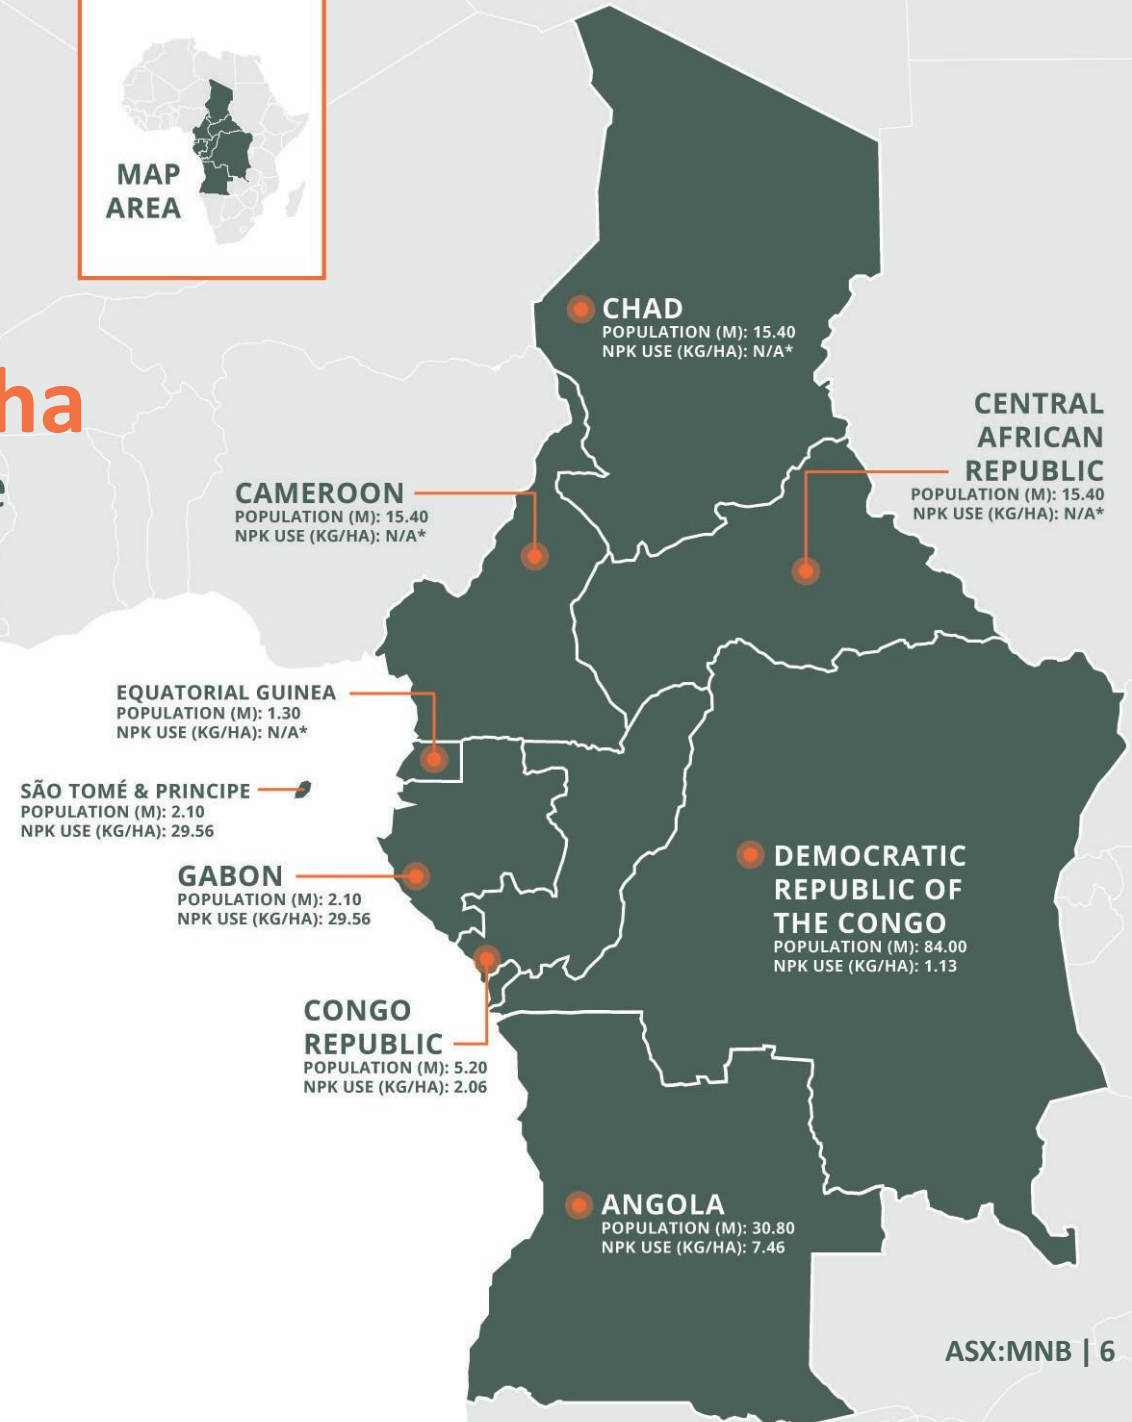 MAP
AREA
ha
e
CHAD
POPULATION (M): 15.40
NPK USE (KG/HA): N/A*
CENTRAL
AFRICAN
REPUBLIC
POPULATION (M): 15.40
NPK USE (KG/HA): N/A*
CAMEROON
POPULATION (M): 15.40
NPK USE (KG/HA): N/A*
EQUATORIAL GUINEA
POPULATION (M): 1.30
NPK USE (KG/HA): N/A*
SÃO TOMÉ & PRINCIPE
POPULATION (M): 2.10
NPK USE (KG/HA): 29.56
GABON
POPULATION (M): 2.10
NPK USE (KG/HA): 29.56
DEMOCRATIC
REPUBLIC OF
THE CONGO
POPULATION (M): 84.00
NPK USE (KG/HA): 1.13
CONGO
REPUBLIC
POPULATION (M): 5.20
NPK USE (KG/HA): 2.06
ANGOLA
POPULATION (M): 30.80
NPK USE (KG/HA): 7.46
ASX:MNB | 6